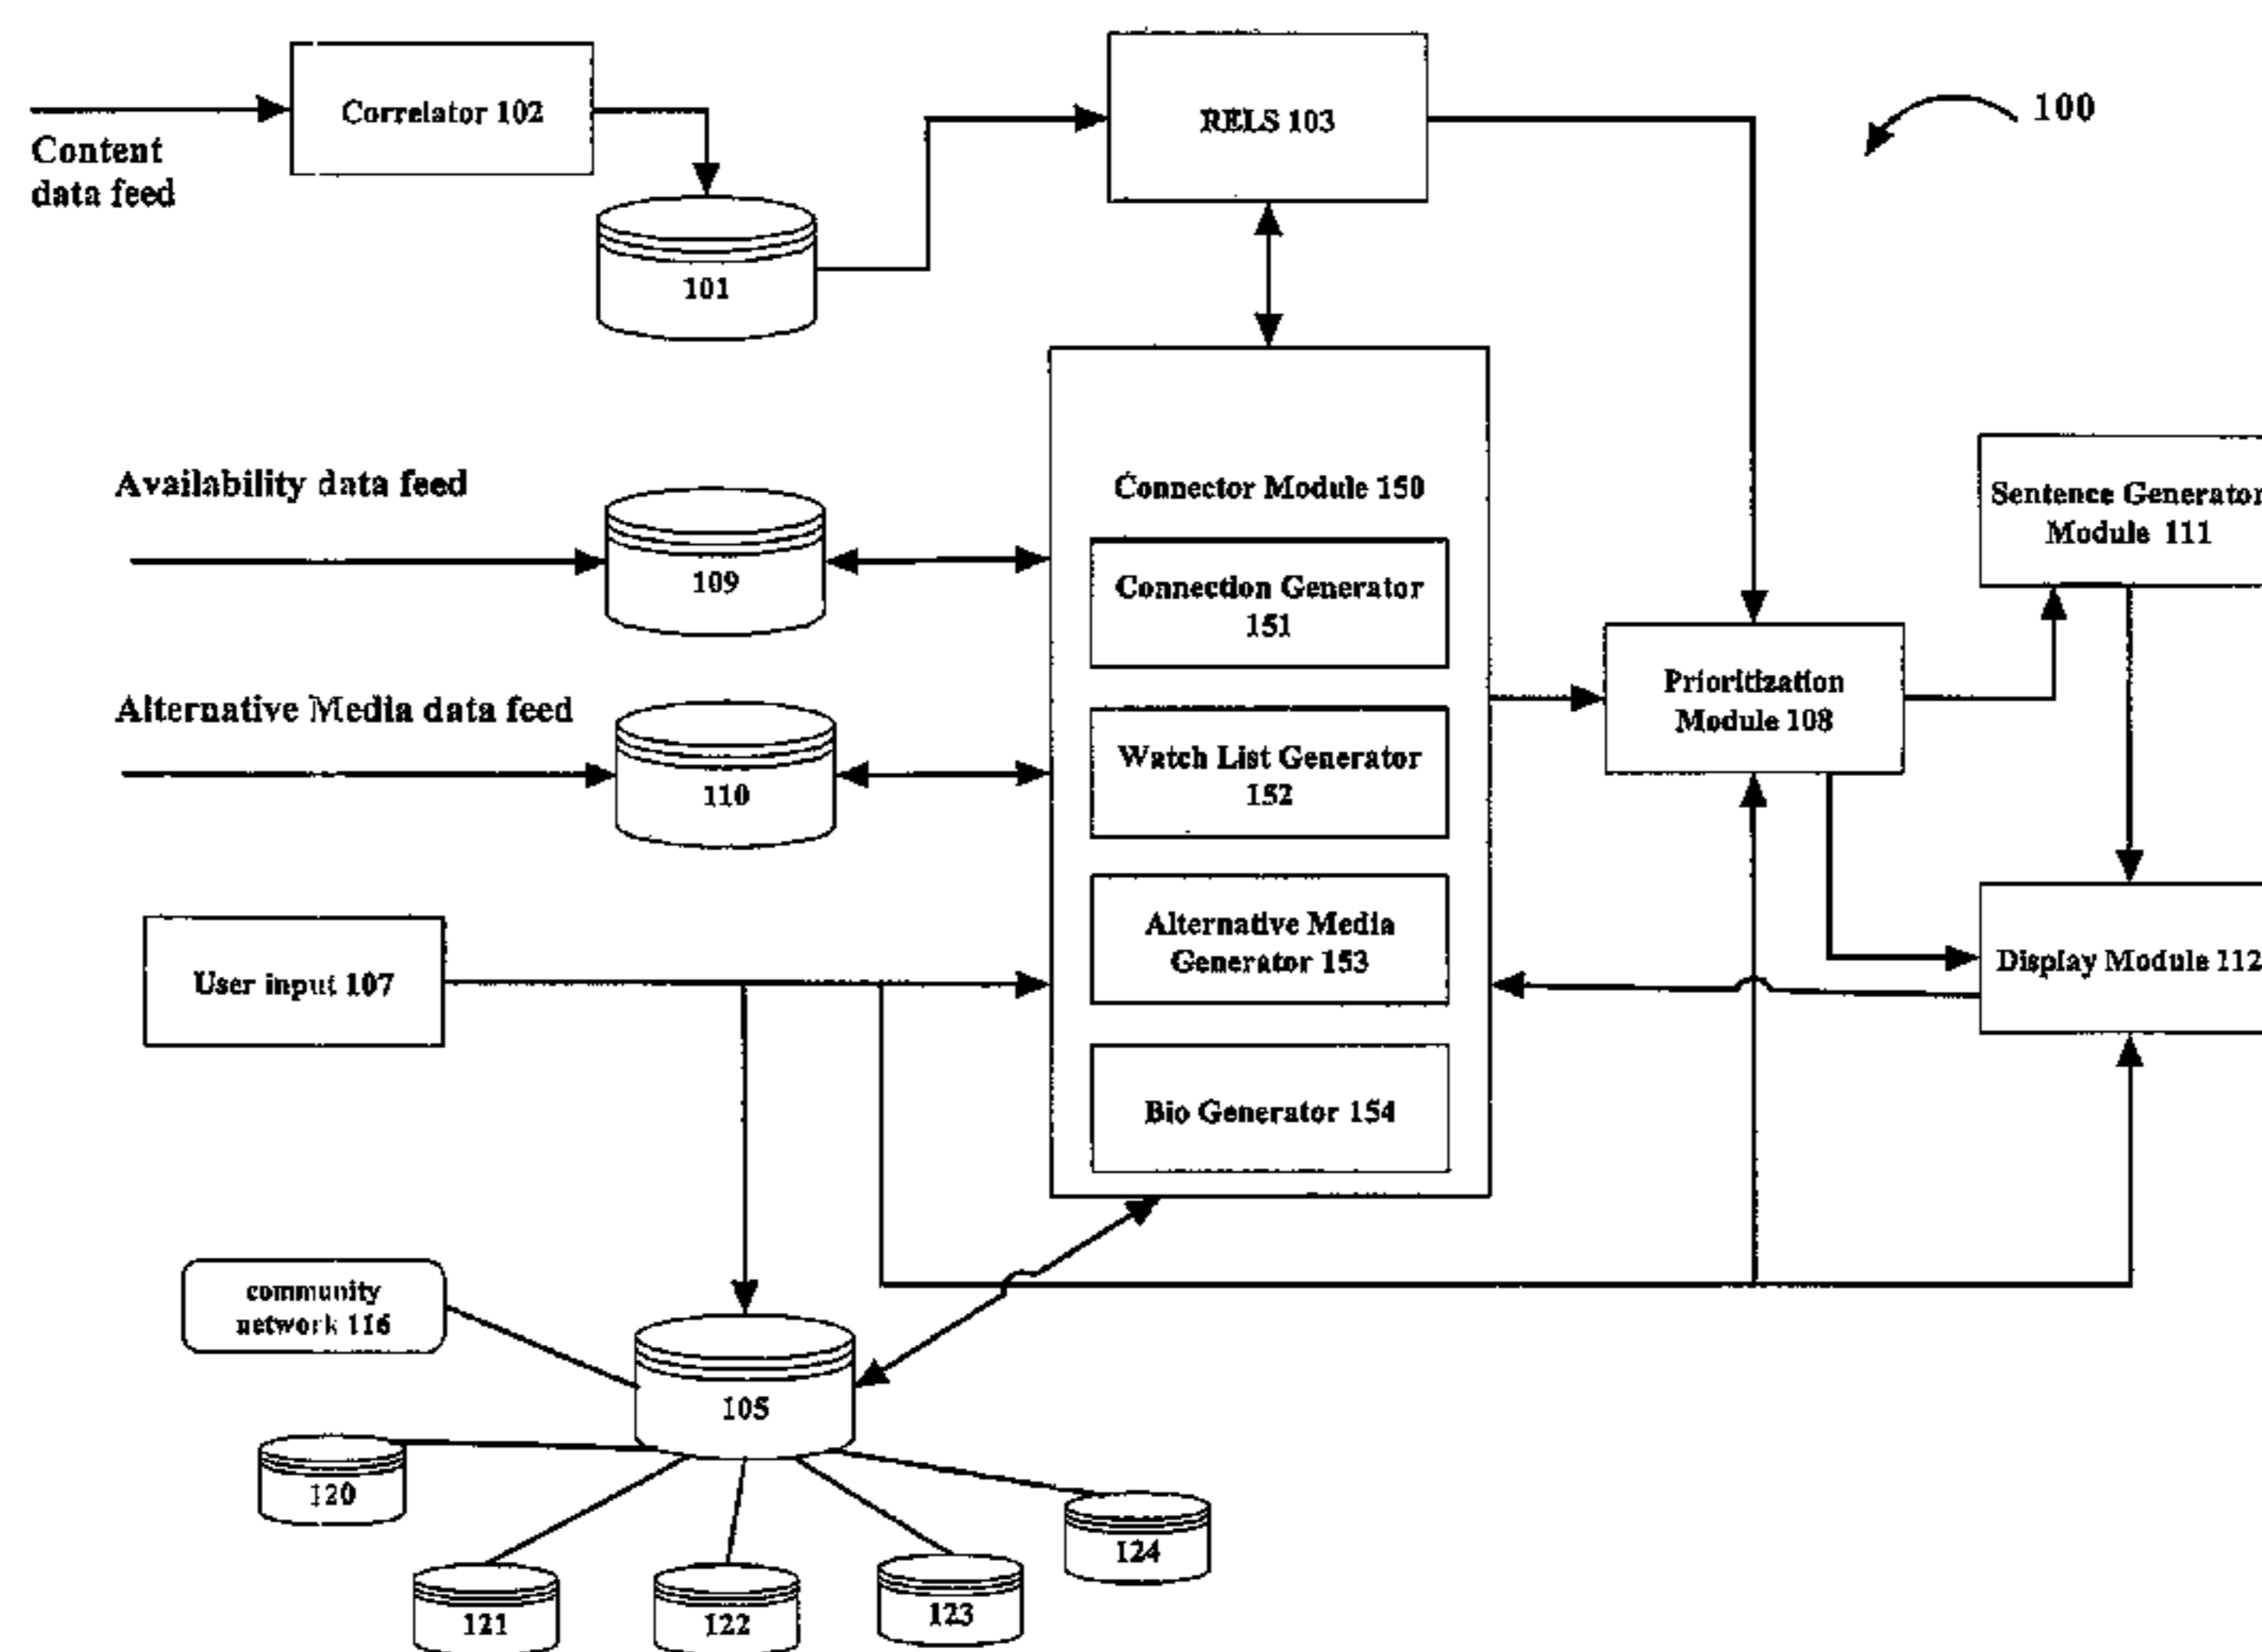 Correlator 102
RELS 103
100
Content
data feed
101
Connector Module 150
Availability data feed
109
Connection Generator
151
Sentence Generator
Module 111
Prioritization
Module 108
Alternative Media data feed
110
Watch List Generator
152
Alternative Media
Generator 153
User input 107
Display Module 112
Bio Generator 154
community
network 116
105
120
121
122
123
124